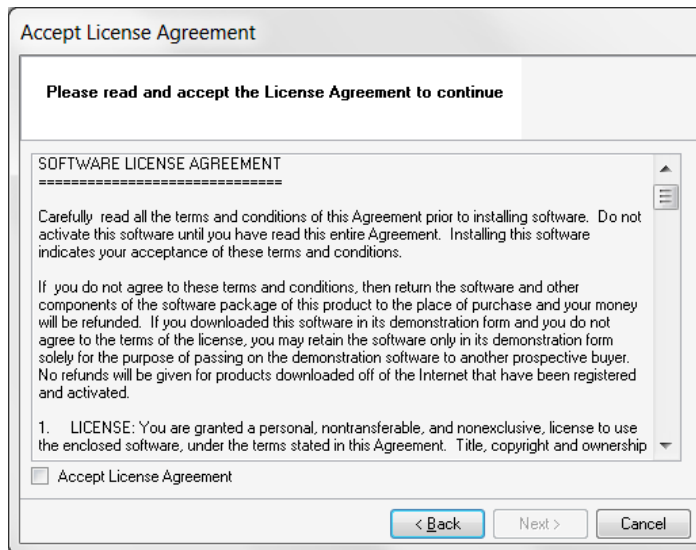 Accept License Agreement
Please read and accept the License Agreement to continue
SOFTWARE LICENSE AGREEMENT
==============================
Carefully read all the terms and conditions of this Agreement prior to installing software. Do not
activate this software until you have read this entire Agreement. Installing this software
indicates your acceptance of these terms and conditions.
If you do not agree to these terms and conditions, then return the software and other
components of the software package of this product to the place of purchase and your money
will be refunded. If you downloaded this software in its demonstration form and you do not
agree to the terms of the license, you may retain the software only in its demonstration form
solely for the purpose of passing on the demonstration software to another prospective buyer.
No refunds will be given for products downloaded off of the Internet that have been registered
and activated.
1. LICENSE: You are granted a personal, nontransferable, and nonexclusive, license to use
the enclosed software, under the terms stated in this Agreement. Title, copyright and ownership
Accept License Agreement
< Back
Next >
Cancel